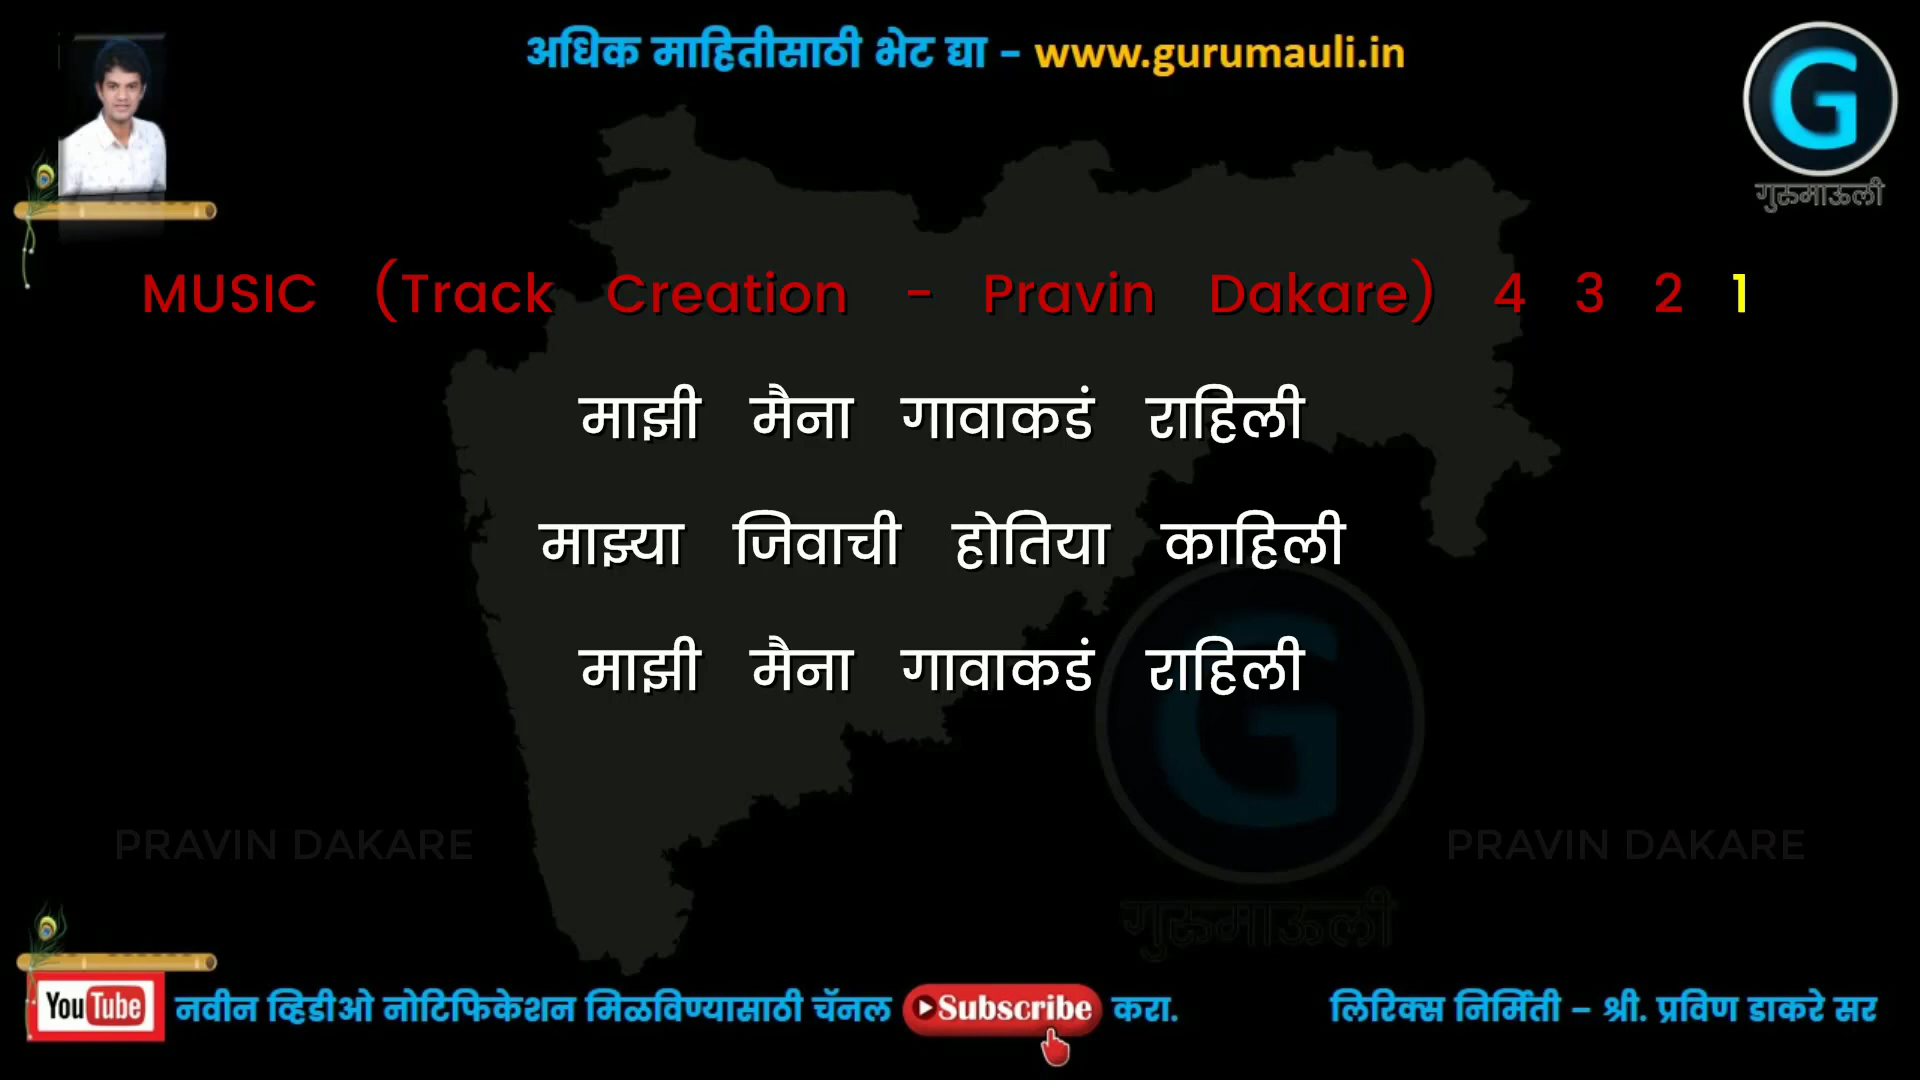 अधिक माहितीसाठी भेट द्या - www.gurumauli.in
G
गुरुमाऊली
MUSIC (Track Creation - Pravin Dakare) 4 3 2 1
माझी मैना गावाकडं राहिली
माझ्या जिवाची होतिया काहिली
माझी मैना गावाकडं राहिली
G
PRAVIN DAKARE PRAVIN DAKARE
गुरुमाऊली
YouTube नवीन व्हिडीओ नोटिफिकेशन मिळविण्यासाठी चॅनल Subscribe करा. लिरिक्स निर्मिती - श्री. प्रविण डाकरे सर